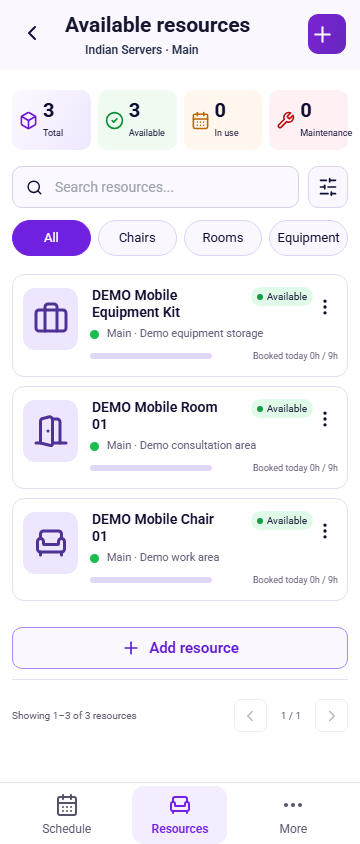 Available resources
Indian Servers · Main
3
Total
3
Available
0
In use
0
Maintenance
Search resources...
All
Chairs
Rooms
Equipment
DEMO Mobile
Equipment Kit
Available
Main · Demo equipment storage
Booked today 0h / 9h
DEMO Mobile Room
01
Available
Main · Demo consultation area
Booked today 0h / 9h
DEMO Mobile Chair
01
Available
Main · Demo work area
Booked today 0h / 9h
Add resource
Showing 1–3 of 3 resources
1 / 1
Schedule
Resources
More